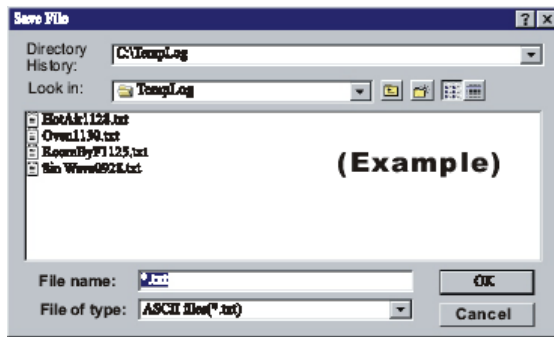 Save File
Directory History: C:\TempLog
Look in: TempLog
HotAir1128.txt
Oven1130.txt
RoomByF1125.txt
Sin Wave0928.txt
(Example)
File name: *.txt
OK
File of type: ASCII files(*.txt)
Cancel